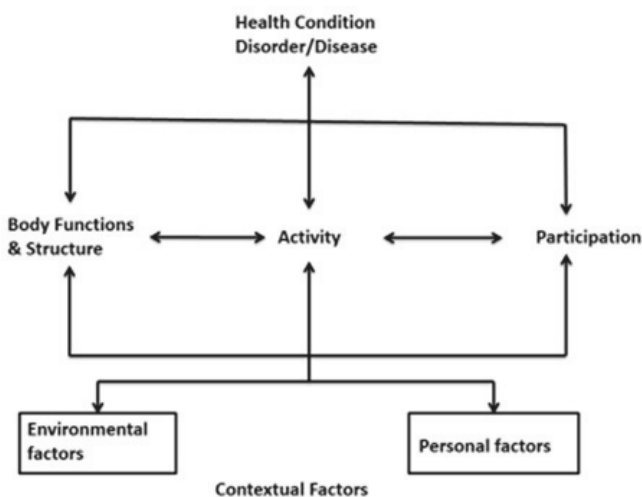 Health Condition
Disorder/Disease
Body Functions
& Structure
Activity
Participation
Environmental
factors
Personal factors
Contextual Factors